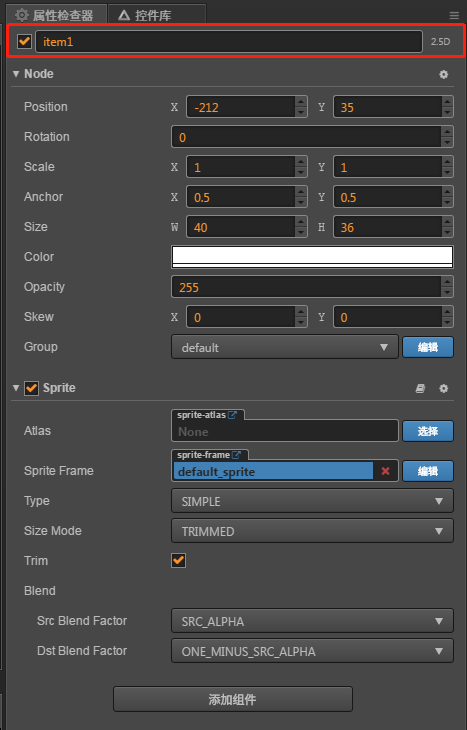 属性检查器 控件库
item1 2.5D
Node
Position X -212 Y 35
Rotation 0
Scale X 1 Y 1
Anchor X 0.5 Y 0.5
Size W 40 H 36
Color
Opacity 255
Skew X 0 Y 0
Group default 编辑
Sprite
sprite-atlas
Atlas None 选择
sprite-frame
Sprite Frame default_sprite 编辑
Type SIMPLE
Size Mode TRIMMED
Trim
Blend
Src Blend Factor SRC_ALPHA
Dst Blend Factor ONE_MINUS_SRC_ALPHA
添加组件